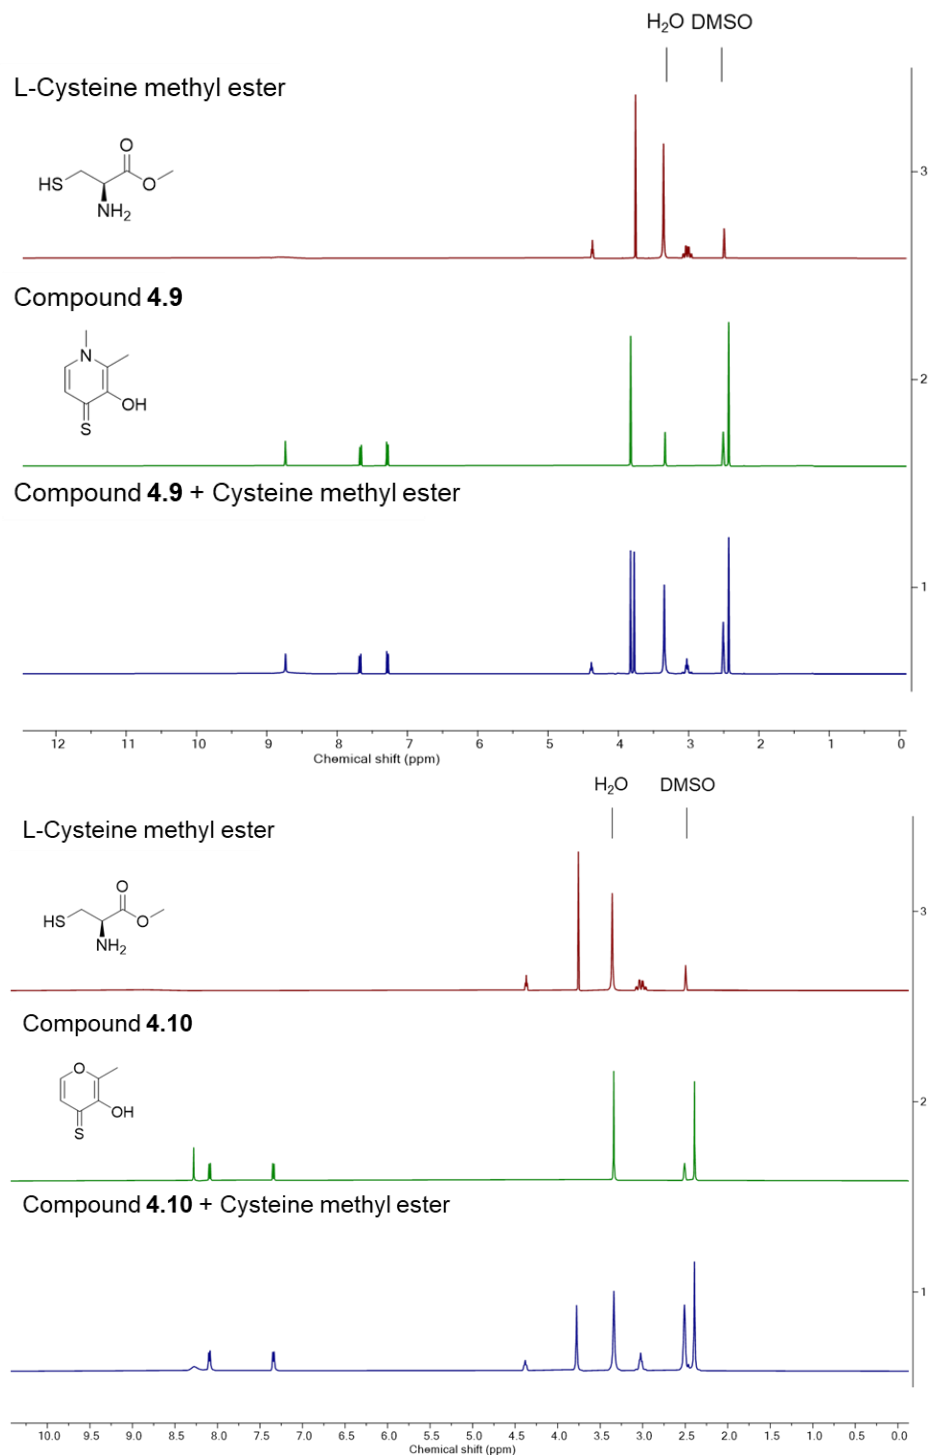 H₂O DMSO
L-Cysteine methyl ester
O
HS
O
NH₂
3
Compound 4.9
N
OH
S
2
Compound 4.9 + Cysteine methyl ester
1
12 11 10 9 8 7 6 5 4 3 2 1 0
Chemical shift (ppm)
H₂O DMSO
L-Cysteine methyl ester
O
HS
O
NH₂
3
Compound 4.10
O
OH
S
2
Compound 4.10 + Cysteine methyl ester
1
10.0 9.5 9.0 8.5 8.0 7.5 7.0 6.5 6.0 5.5 5.0 4.5 4.0 3.5 3.0 2.5 2.0 1.5 1.0 0.5 0.0
Chemical shift (ppm)